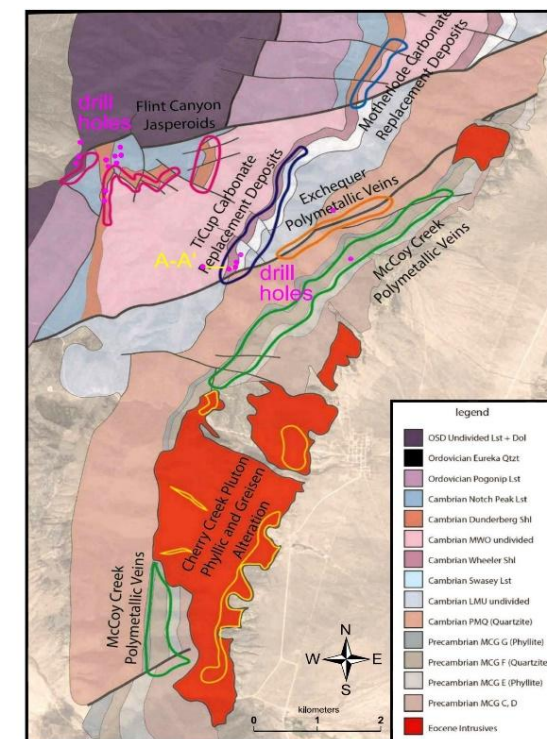 Motherlode Carbonate
Replacement Deposits
drill
holes
Flint Canyon
Jasperoids
TiCup Carbonate
Replacement Deposits
Exchequer
Polymetallic Veins
McCoy Creek
Polymetallic Veins
A-A'
drill
holes
Cherry Creek Pluton
Phyllic and Greisen
Alteration
McCoy Creek
Polymetallic Veins
N
W E
S
kilometers
0 1 2
legend
OSD Undivided Lst + Dol
Ordovician Eureka Qtzt
Ordovician Pogonip Lst
Cambrian Notch Peak Lst
Cambrian Dunderberg Shl
Cambrian MWO undivided
Cambrian Wheeler Shl
Cambrian Swasey Lst
Cambrian LMU undivided
Cambrian PMQ (Quartzite)
Precambrian MCG G (Phyllite)
Precambrian MCG F (Quartzite
Precambrian MCG E (Phyllite)
Precambrian MCG C, D
Eocene Intrusives